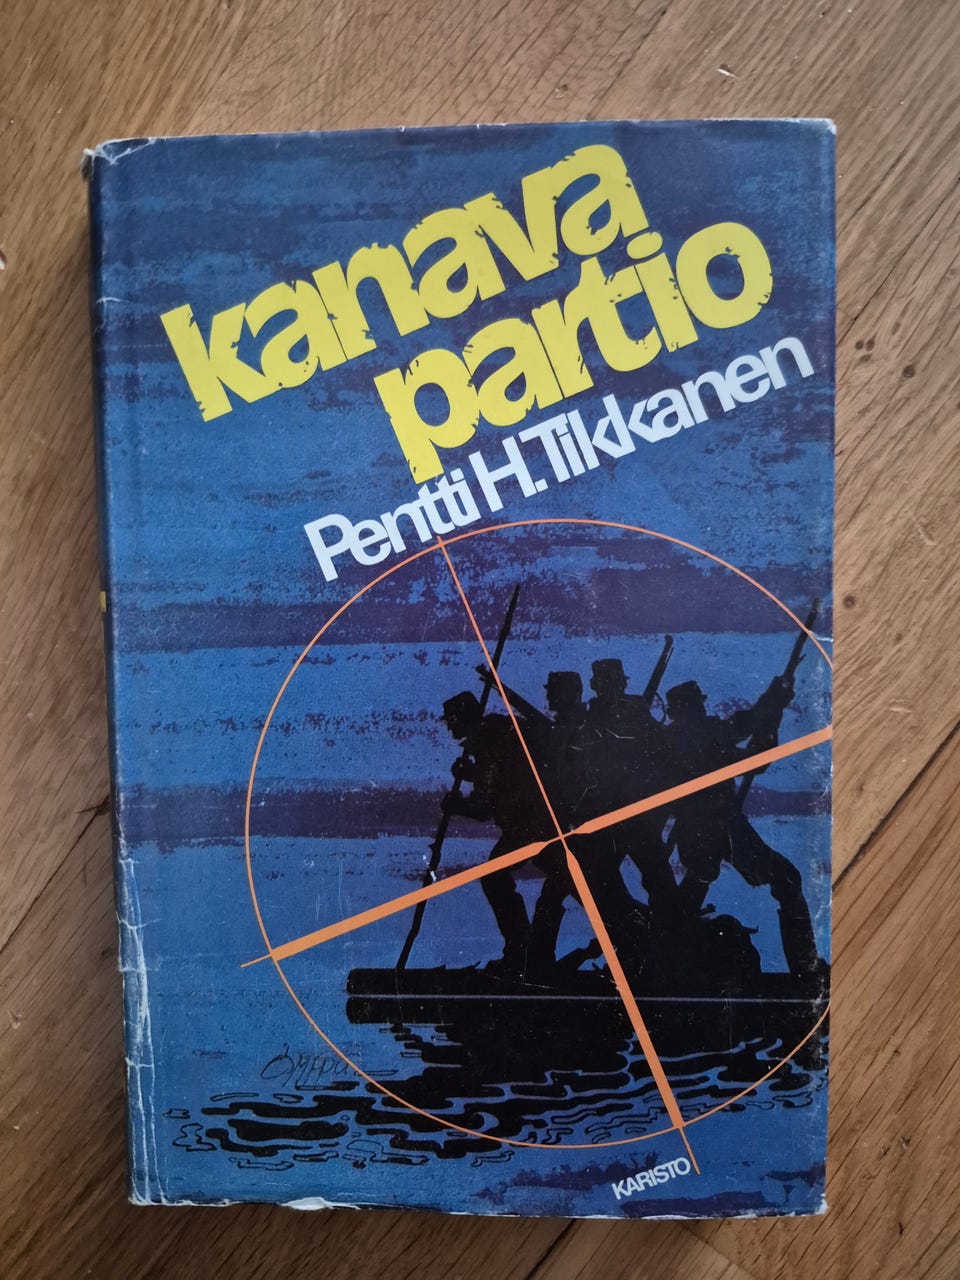 kanava
partio
Pentti H. Tikkanen
KARISTO